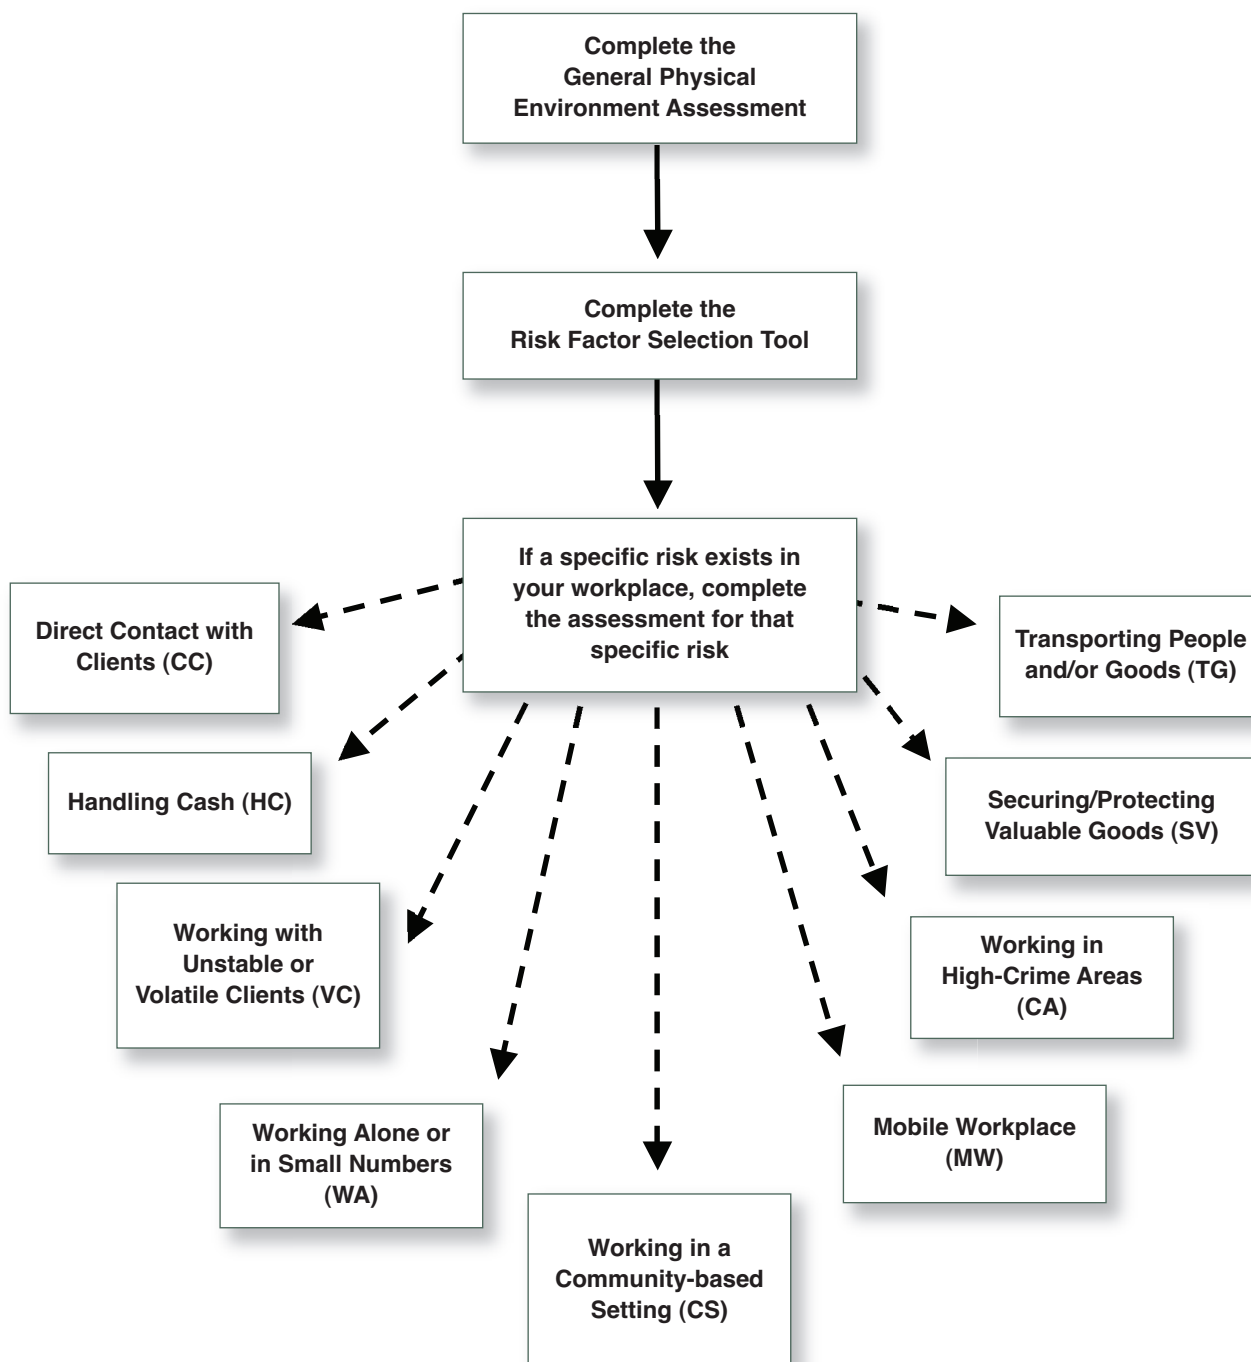 Complete the
General Physical
Environment Assessment
Complete the
Risk Factor Selection Tool
If a specific risk exists in
your workplace, complete
the assessment for that
specific risk
Direct Contact with
Clients (CC)
Handling Cash (HC)
Working with
Unstable or
Volatile Clients (VC)
Working Alone or
in Small Numbers
(WA)
Working in a
Community-based
Setting (CS)
Mobile Workplace
(MW)
Working in
High-Crime Areas
(CA)
Securing/Protecting
Valuable Goods (SV)
Transporting People
and/or Goods (TG)